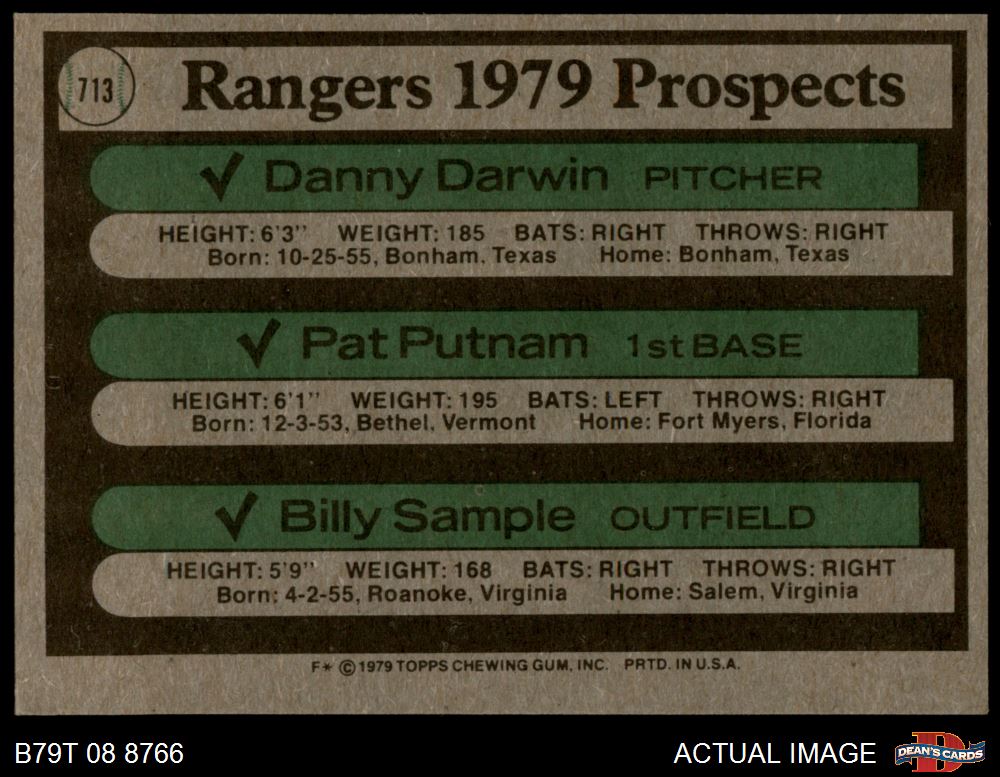 713
Rangers 1979 Prospects
✓ Danny Darwin PITCHER
HEIGHT: 6'3" WEIGHT: 185 BATS: RIGHT THROWS: RIGHT
Born: 10-25-55, Bonham, Texas Home: Bonham, Texas
✓ Pat Putnam 1st BASE
HEIGHT: 6'1" WEIGHT: 195 BATS: LEFT THROWS: RIGHT
Born: 12-3-53, Bethel, Vermont Home: Fort Myers, Florida
✓ Billy Sample OUTFIELD
HEIGHT: 5'9" WEIGHT: 168 BATS: RIGHT THROWS: RIGHT
Born: 4-2-55, Roanoke, Virginia Home: Salem, Virginia
F* © 1979 TOPPS CHEWING GUM, INC. PRTD. IN U.S.A.
B79T 08 8766
ACTUAL IMAGE
D
DEAN'S CARDS